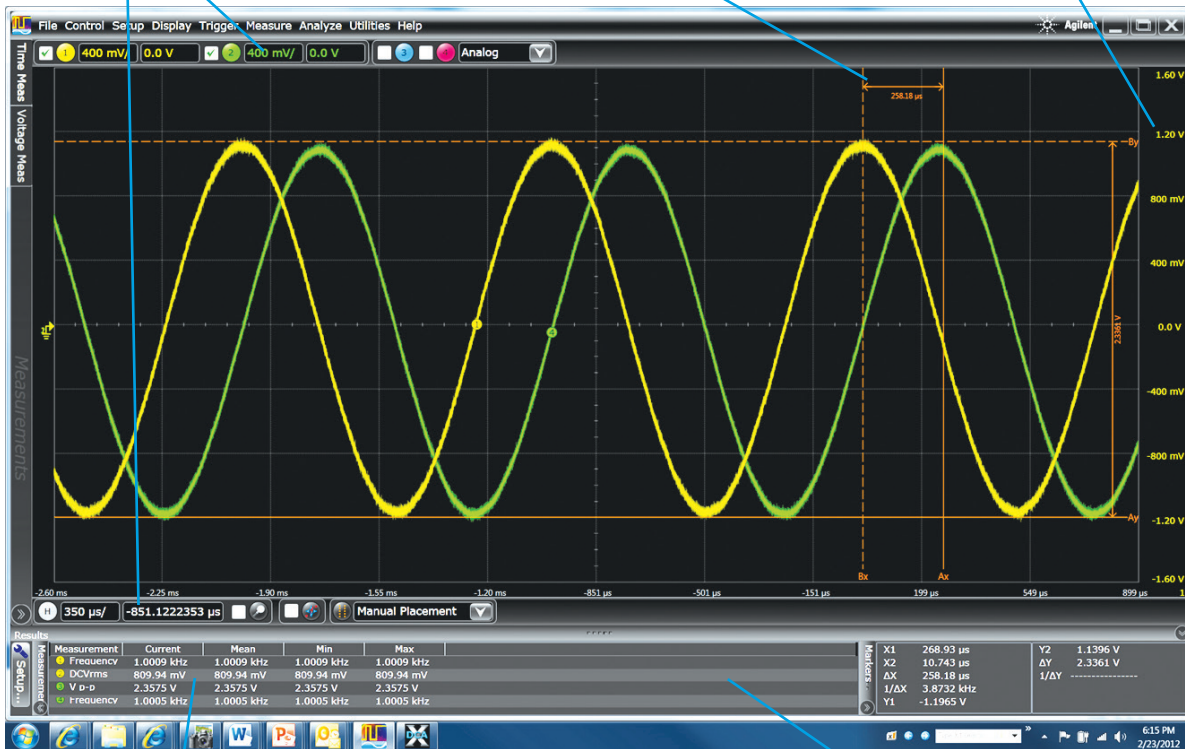 File Control Setup Display Trigger Measure Analyze Utilities Help
Agilent
1 400 mV/ 0.0 V 2 400 mV/ 0.0 V 3 4 Analog
Time Meas
Voltage Meas
Measurements
1.60 V
1.20 V
800 mV
400 mV
0.0 V
-400 mV
-800 mV
-1.20 V
-1.60 V
258.18 µs
By
2.3361 V
Ay
Bx
Ax
-2.60 ms -2.25 ms -1.90 ms -1.55 ms -1.20 ms -851 µs -501 µs -151 µs 199 µs 549 µs 899 µs 1
H 350 µs/ -851.1222353 µs Manual Placement
Results
Setup...
Measurement Current Mean Min Max
Frequency 1.0009 kHz 1.0009 kHz 1.0009 kHz 1.0009 kHz
DCVrms 809.94 mV 809.94 mV 809.94 mV 809.94 mV
V p-p 2.3575 V 2.3575 V 2.3575 V 2.3575 V
Frequency 1.0005 kHz 1.0005 kHz 1.0005 kHz 1.0005 kHz
Markers...
X1 268.93 µs
X2 10.743 µs
ΔX 258.18 µs
1/ΔX 3.8732 kHz
Y1 -1.1965 V
Y2 1.1396 V
ΔY 2.3361 V
1/ΔY ---------------
6:15 PM
2/23/2012